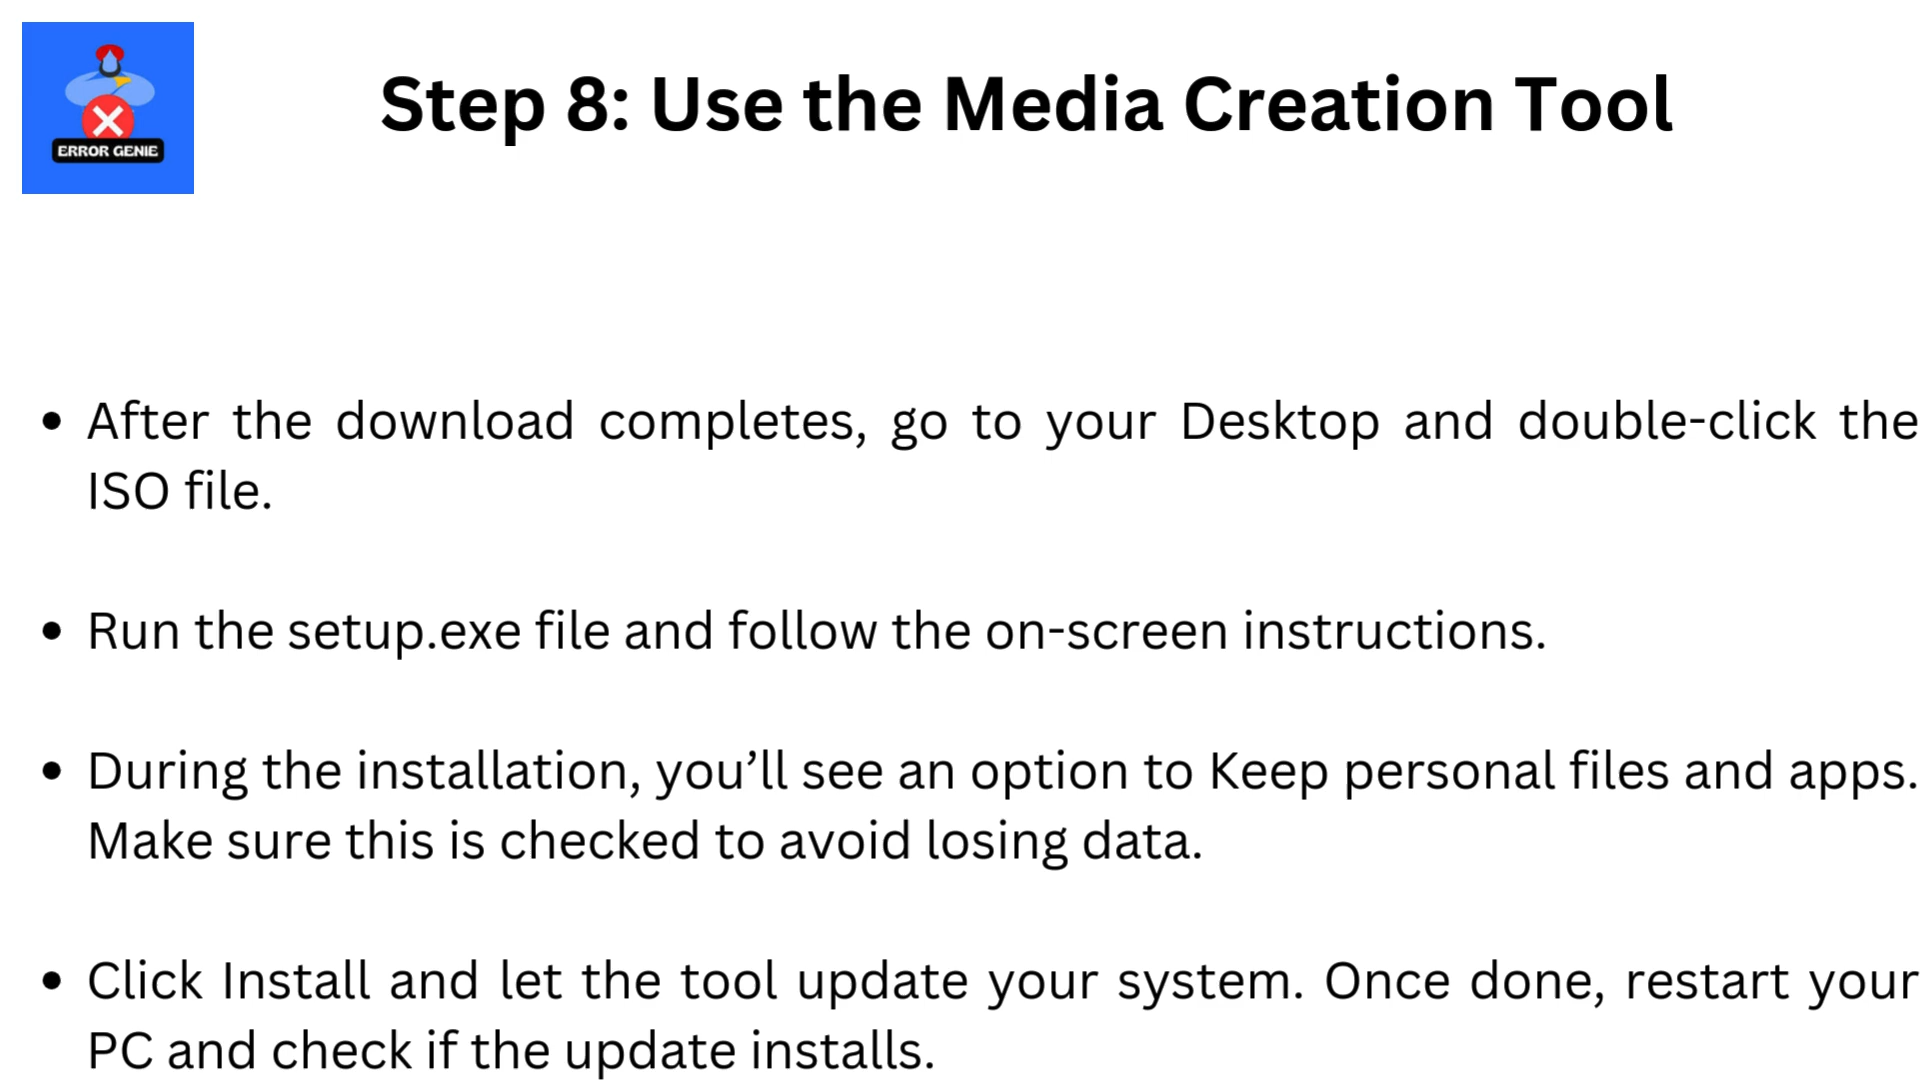 ERROR GENIE
Step 8: Use the Media Creation Tool
• After the download completes, go to your Desktop and double-click the
ISO file.
• Run the setup.exe file and follow the on-screen instructions.
• During the installation, you’ll see an option to Keep personal files and apps.
Make sure this is checked to avoid losing data.
• Click Install and let the tool update your system. Once done, restart your
PC and check if the update installs.